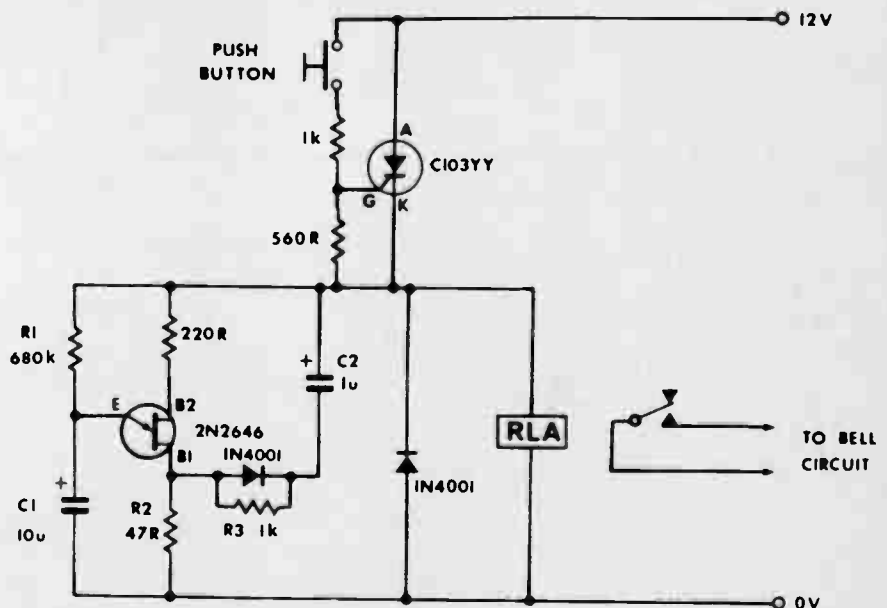 12V
PUSH
BUTTON
1k
A
C103YY
G
K
560R
R1
680k
220R
+
C2
1u
E
B2
2N2646
B1
1N4001
RLA
TO BELL
CIRCUIT
+
C1
10u
R2
47R
R3 1k
1N4001
0V